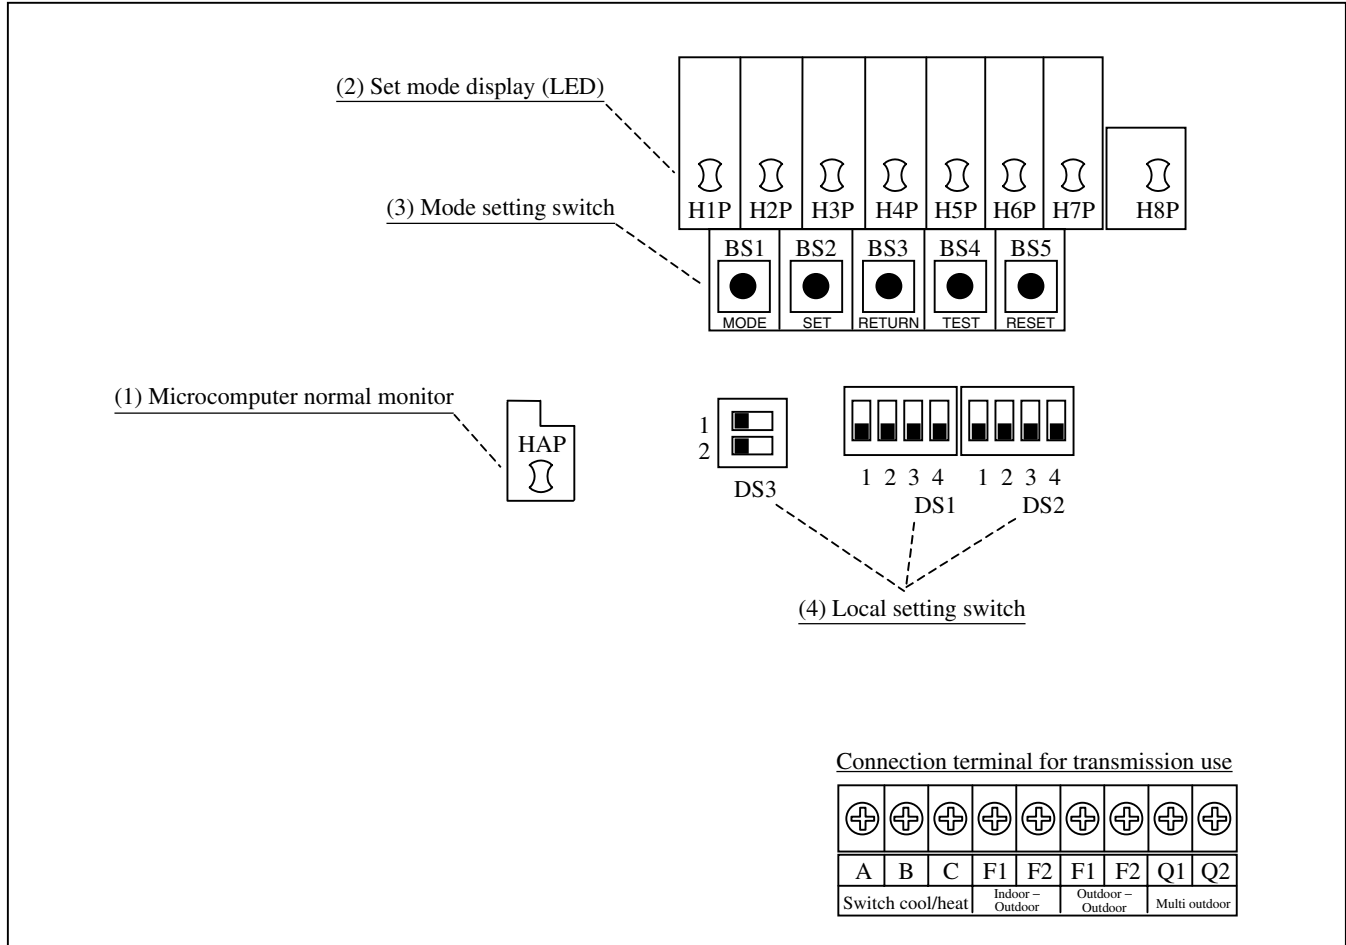 (2) Set mode display (LED)
H1P H2P H3P H4P H5P H6P H7P H8P
(3) Mode setting switch
BS1 BS2 BS3 BS4 BS5
MODE SET RETURN TEST RESET
(1) Microcomputer normal monitor
HAP
1
2
DS3
1 2 3 4 1 2 3 4
DS1 DS2
(4) Local setting switch
Connection terminal for transmission use
A B C F1 F2 F1 F2 Q1 Q2
Switch cool/heat
Indoor –
Outdoor
Outdoor –
Outdoor
Multi outdoor